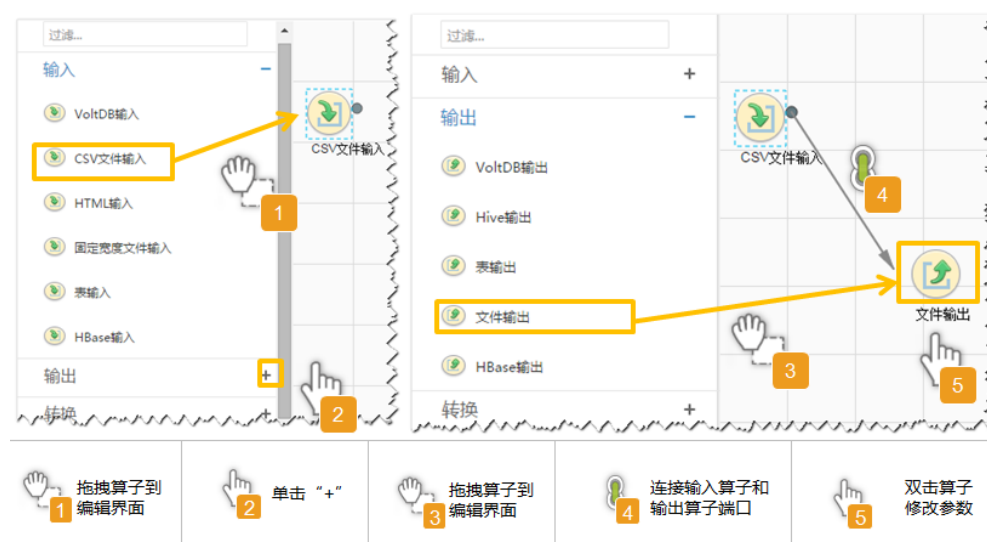 过滤...
输入
−
VoltDB输入
CSV文件输入
HTML输入
固定宽度文件输入
表输入
HBase输入
输出
+
转换
+
CSV文件输入
1
2
过滤...
输入
+
输出
−
VoltDB输出
Hive输出
表输出
文件输出
HBase输出
转换
+
CSV文件输入
4
文件输出
3
5
1
拖拽算子到
编辑界面
2
单击“+”
3
拖拽算子到
编辑界面
4
连接输入算子和
输出算子端口
5
双击算子
修改参数